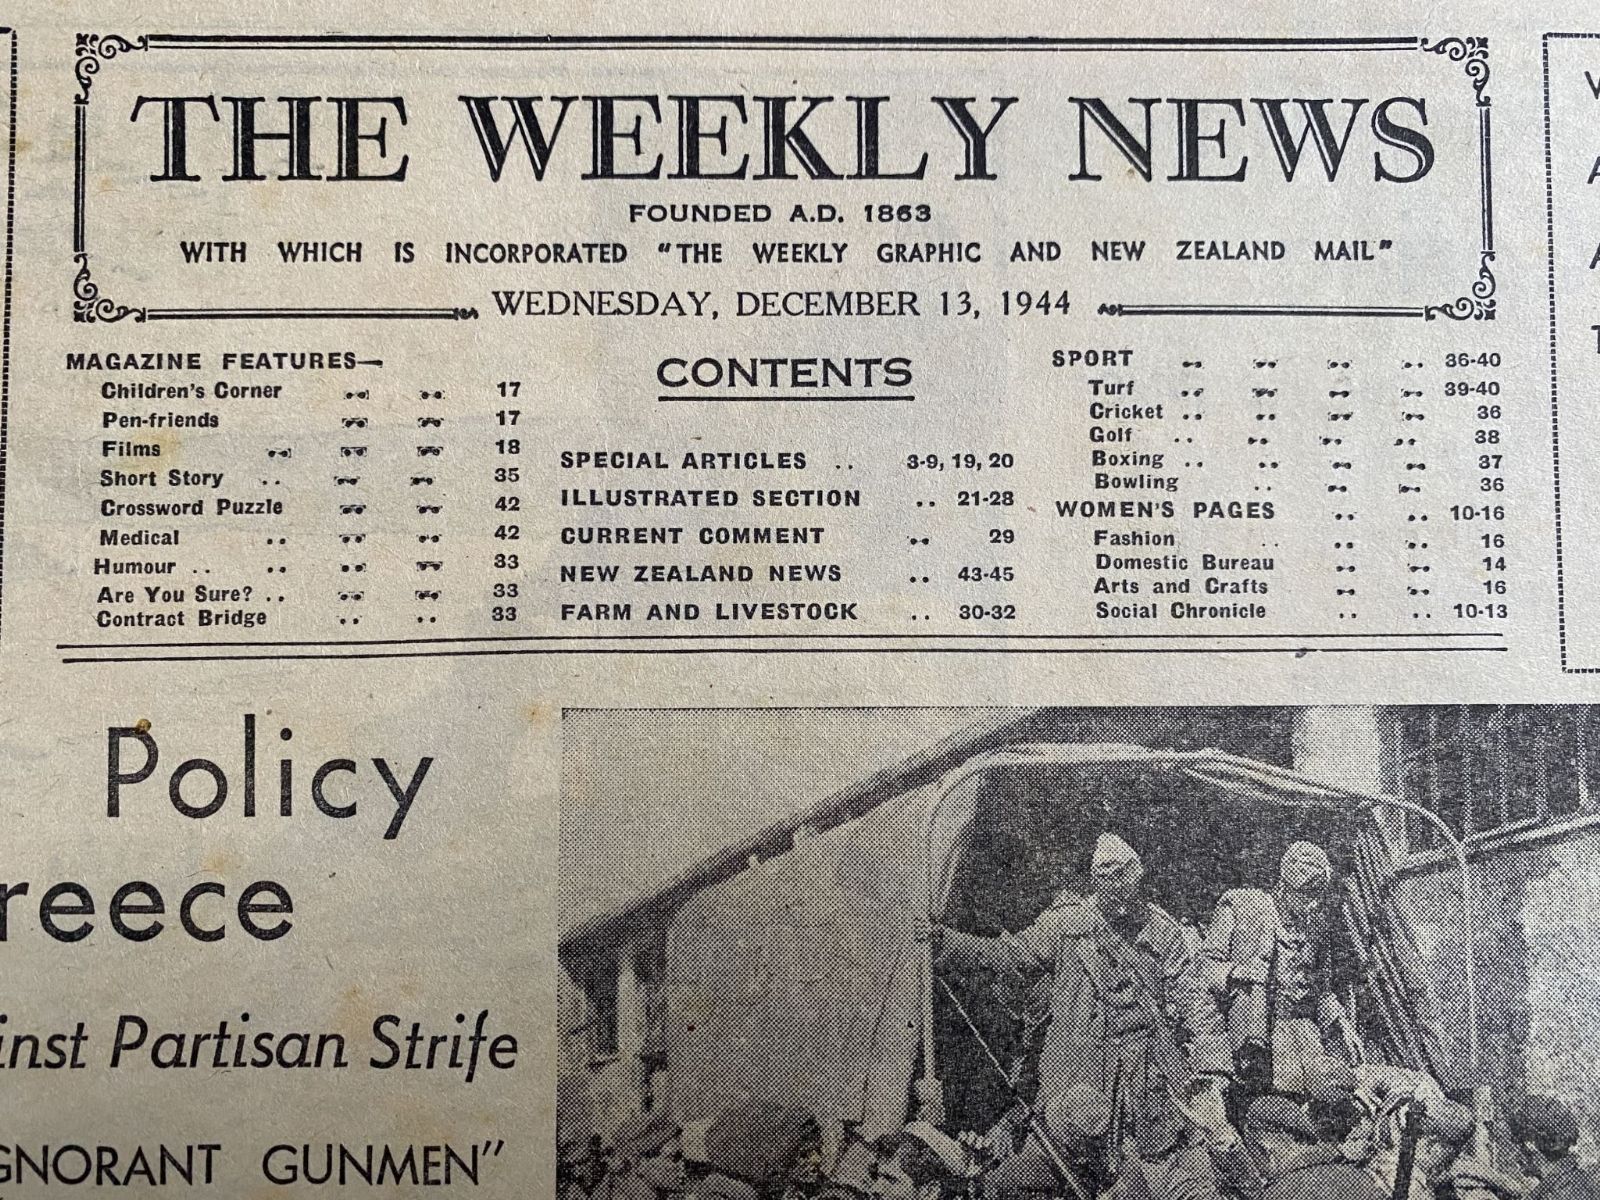 THE WEEKLY NEWS
FOUNDED A.D. 1863
WITH WHICH IS INCORPORATED "THE WEEKLY GRAPHIC AND NEW ZEALAND MAIL"
WEDNESDAY, DECEMBER 13, 1944
MAGAZINE FEATURES—
Children's Corner .. .. 17
Pen-friends .. .. 17
Films .. .. .. 18
Short Story .. .. .. 35
Crossword Puzzle .. .. 42
Medical .. .. .. 42
Humour .. .. .. .. 33
Are You Sure? .. .. .. 33
Contract Bridge .. .. 33
CONTENTS
SPECIAL ARTICLES .. 3-9, 19, 20
ILLUSTRATED SECTION .. 21-28
CURRENT COMMENT .. 29
NEW ZEALAND NEWS .. 43-45
FARM AND LIVESTOCK .. 30-32
SPORT .. .. .. .. 36-40
Turf .. .. .. .. 39-40
Cricket .. .. .. .. 36
Golf .. .. .. .. 38
Boxing .. .. .. .. 37
Bowling .. .. .. 36
WOMEN'S PAGES .. .. 10-16
Fashion .. .. .. 16
Domestic Bureau .. .. 14
Arts and Crafts .. .. 16
Social Chronicle .. .. 10-13
Policy
reece
inst Partisan Strife
GNORANT GUNMEN"